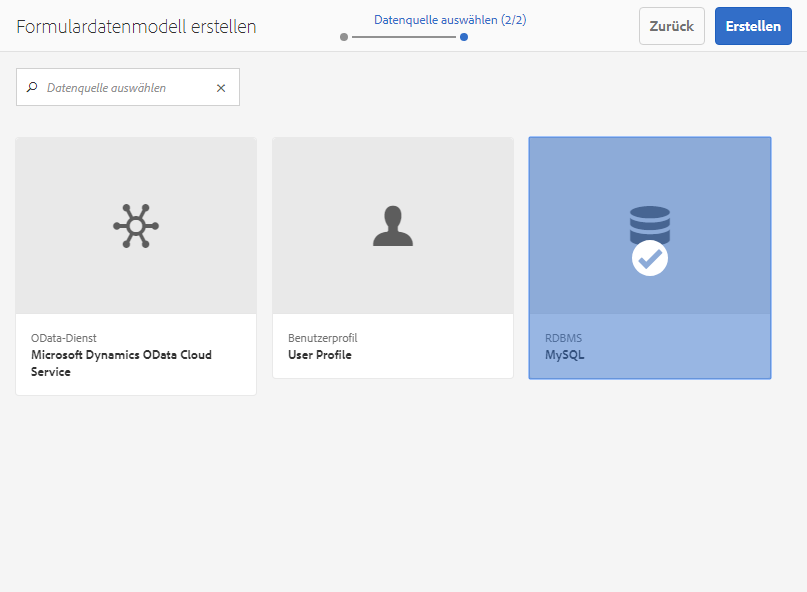 Formulardatenmodell erstellen
Datenquelle auswählen (2/2)
Zurück
Erstellen
Datenquelle auswählen
OData-Dienst
Microsoft Dynamics OData Cloud
Service
Benutzerprofil
User Profile
RDBMS
MySQL